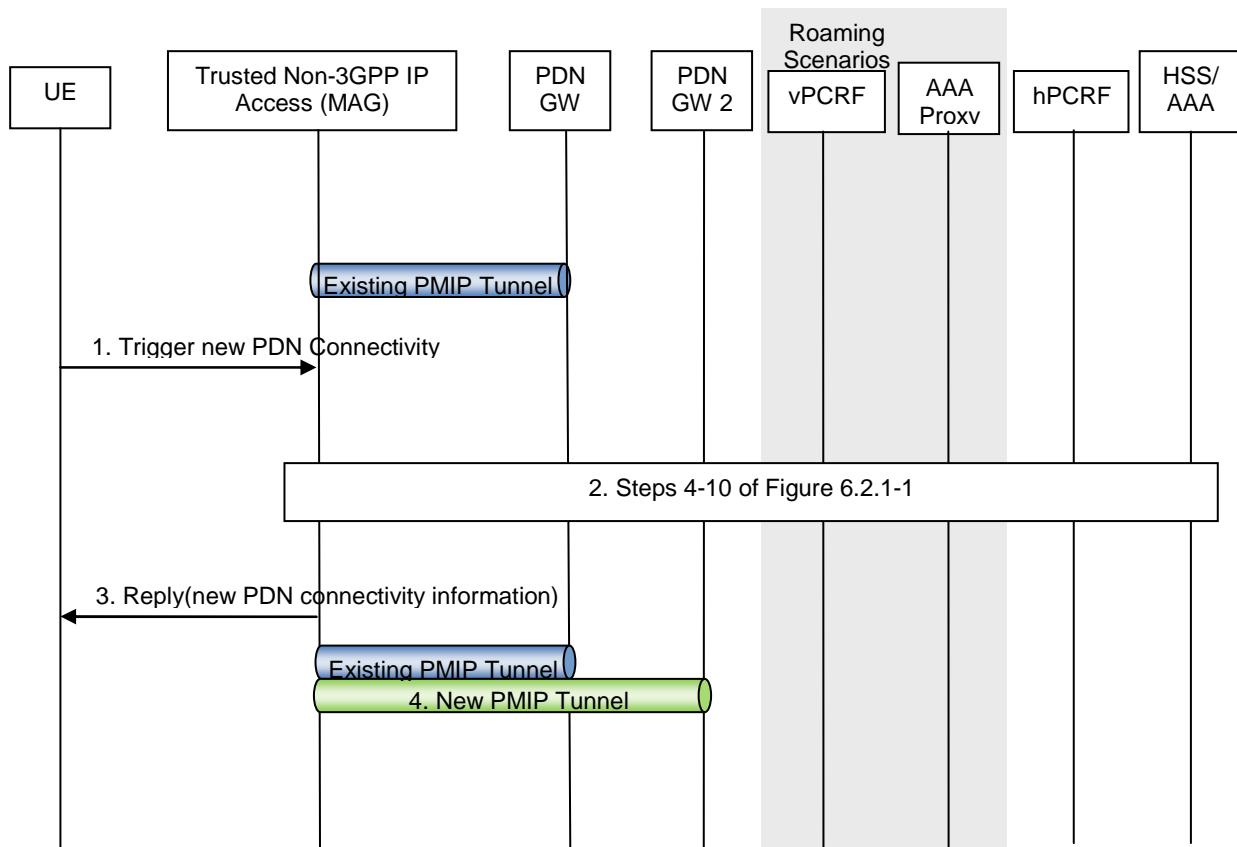 Roaming
Scenarios
UE
Trusted Non-3GPP IP
Access (MAG)
PDN
GW
PDN
GW 2
vPCRF
AAA
Proxy
hPCRF
HSS/
AAA
Existing PMIP Tunnel
1. Trigger new PDN Connectivity
2. Steps 4-10 of Figure 6.2.1-1
3. Reply(new PDN connectivity information)
Existing PMIP Tunnel
4. New PMIP Tunnel